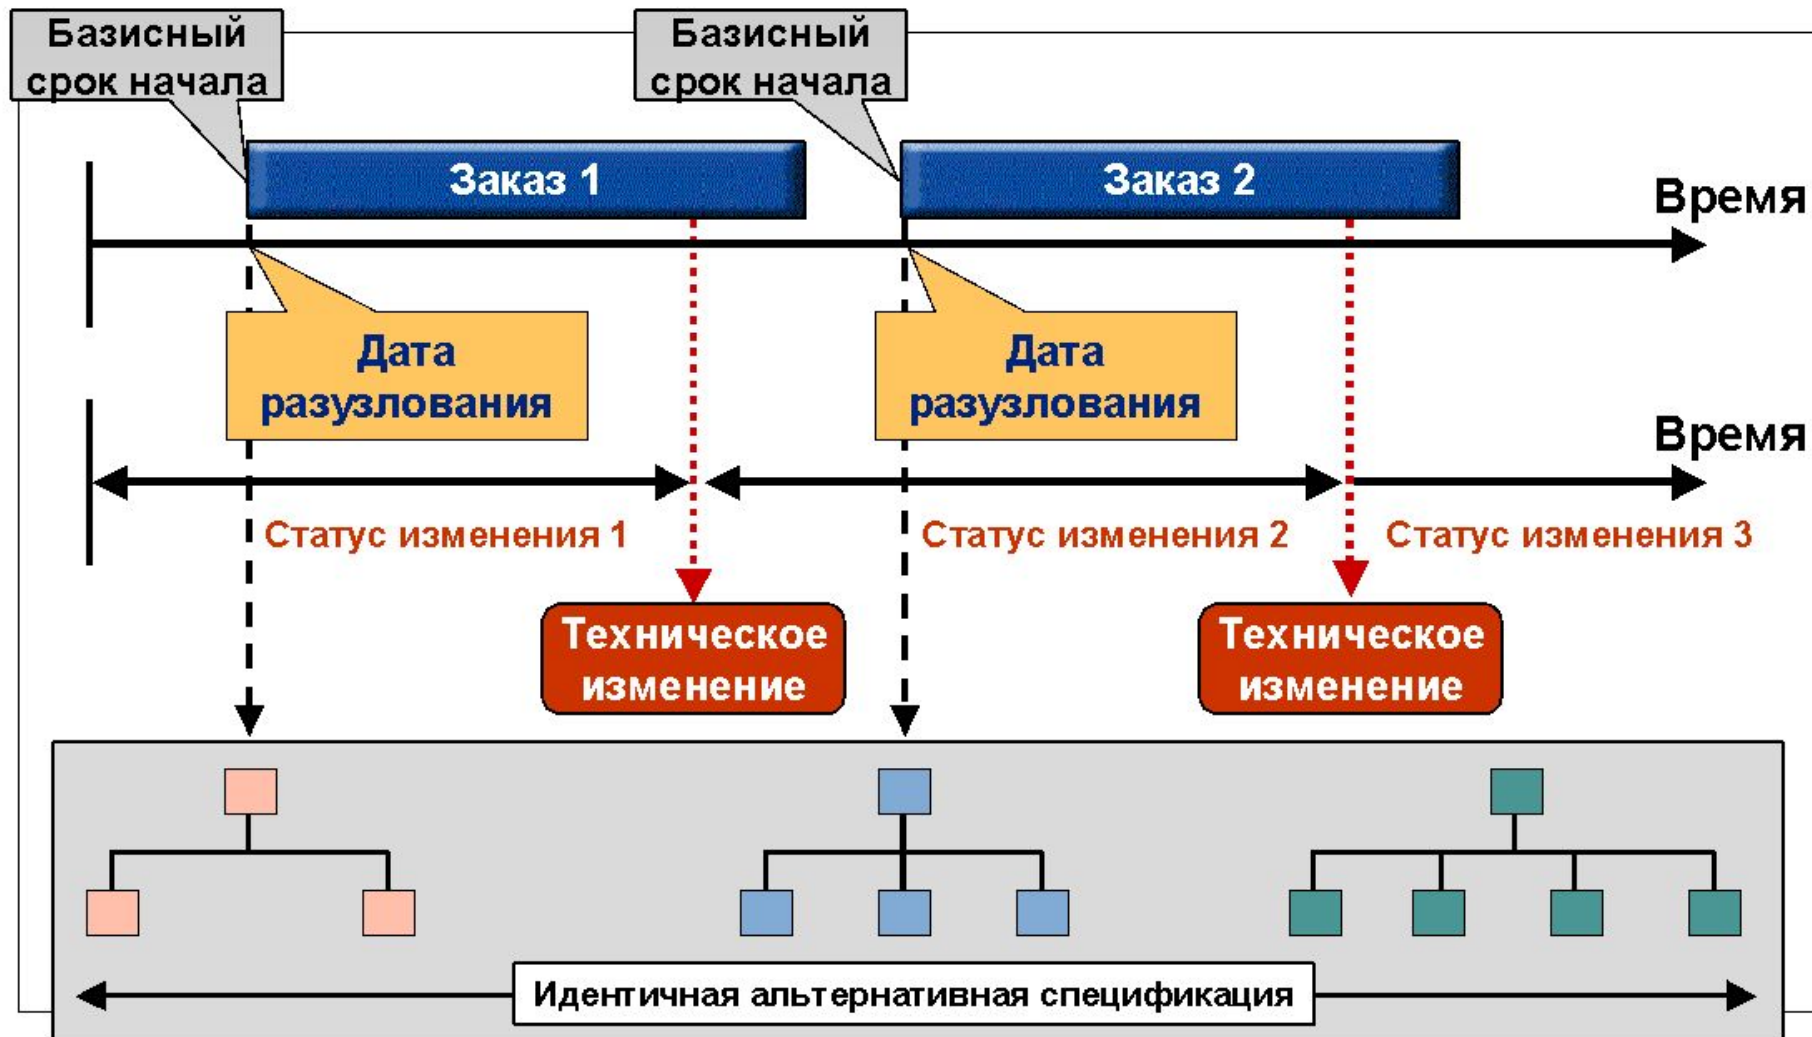 Базисный
срок начала
Базисный
срок начала
Заказ 1
Заказ 2
Время
Дата
разузлования
Дата
разузлования
Время
Статус изменения 1
Статус изменения 2
Статус изменения 3
Техническое
изменение
Техническое
изменение
Идентичная альтернативная спецификация